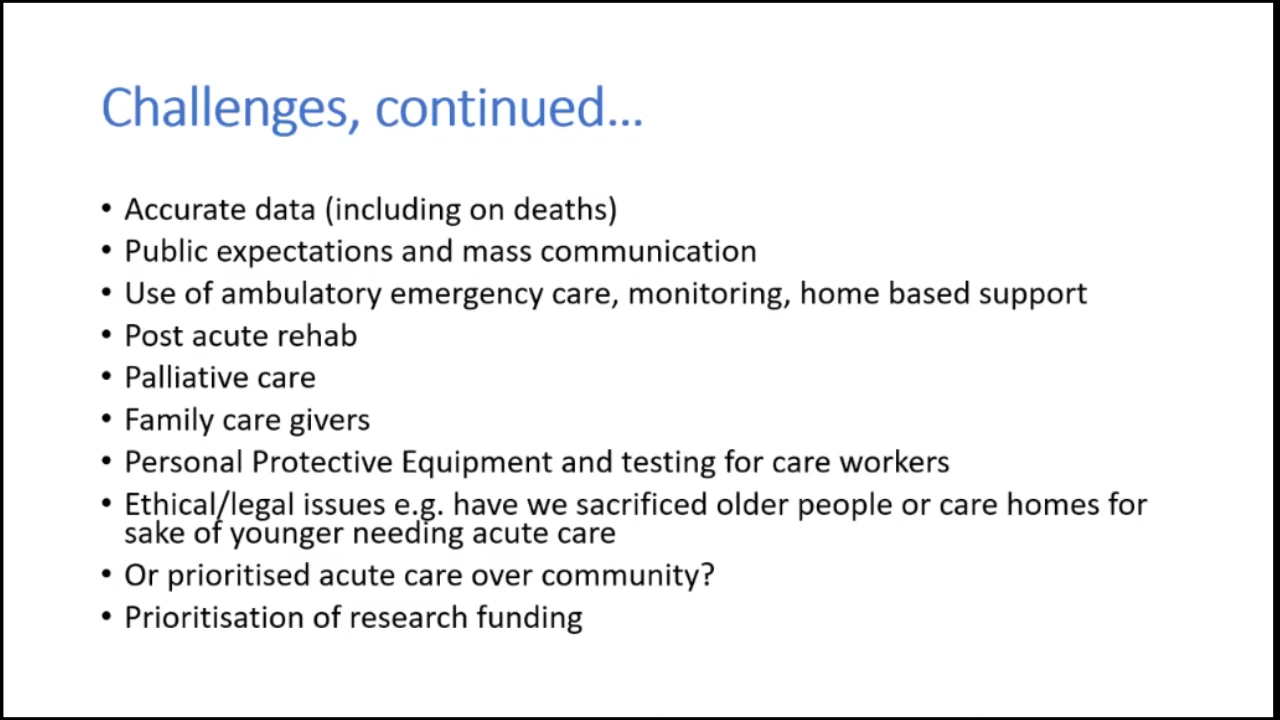 Challenges, continued...
• Accurate data (including on deaths)
• Public expectations and mass communication
• Use of ambulatory emergency care, monitoring, home based support
• Post acute rehab
• Palliative care
• Family care givers
• Personal Protective Equipment and testing for care workers
• Ethical/legal issues e.g. have we sacrificed older people or care homes for
sake of younger needing acute care
• Or prioritised acute care over community?
• Prioritisation of research funding